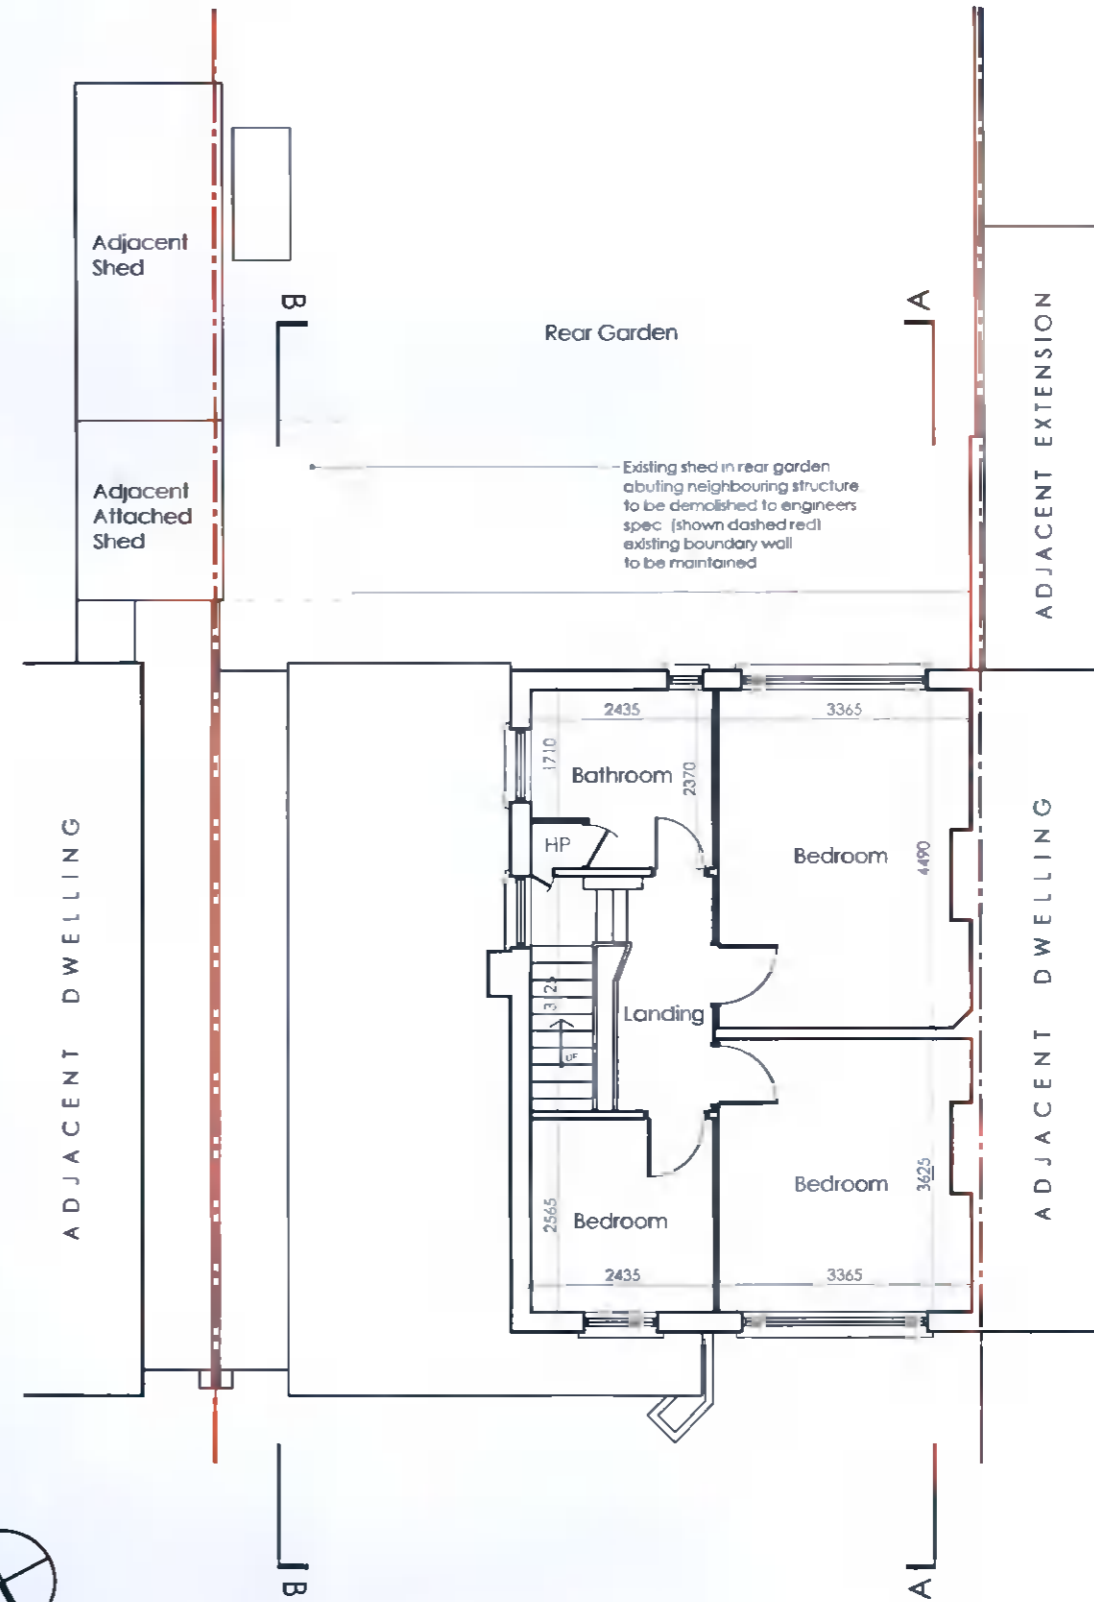 Adjacent
Shed
B
A
Rear Garden
ADJACENT EXTENSION
Existing shed in rear garden
abuting neighbouring structure
to be demolished to engineers
spec (shown dashed red)
existing boundary wall
to be maintained
Adjacent
Attached
Shed
2435
3365
1710
Bathroom
2370
HP
Bedroom
4490
ADJACENT DWELLING
ADJACENT DWELLING
3125
Landing
UP
Bedroom
3625
2565
Bedroom
2435
3365
B
A